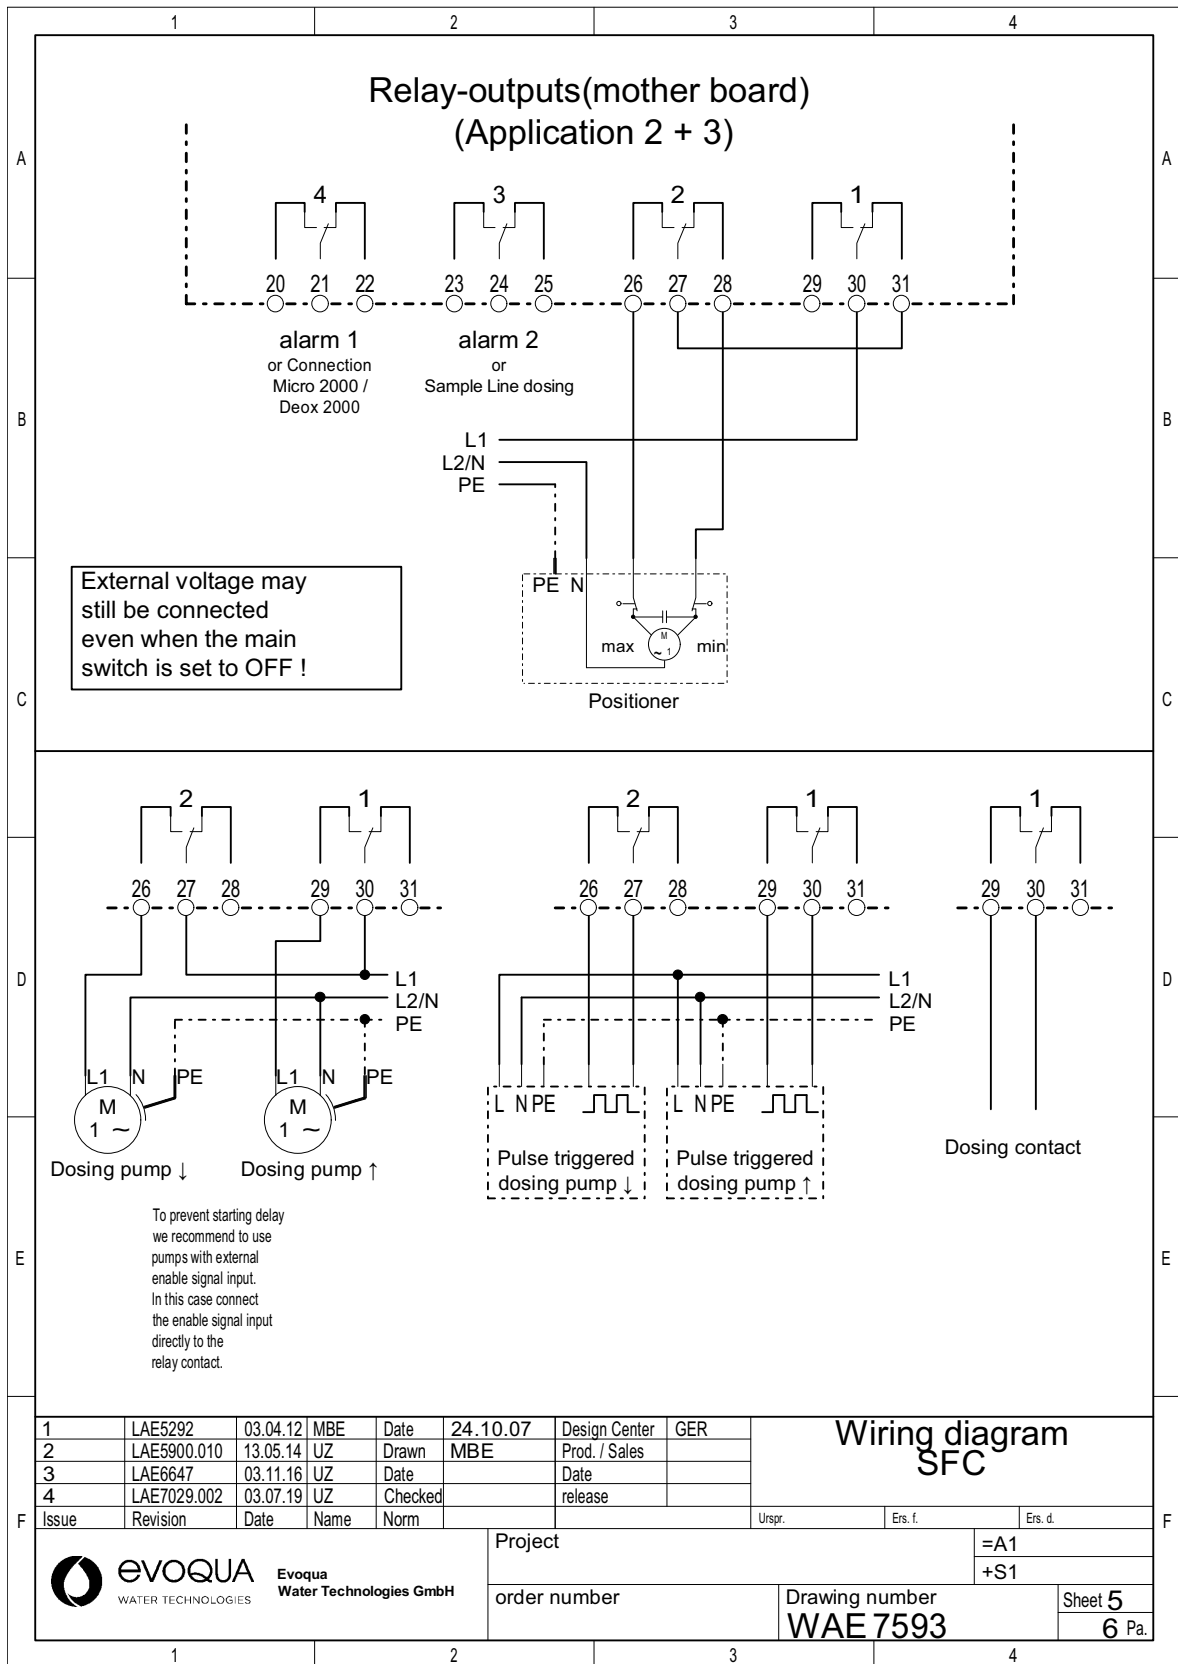 1 2 3 4
Relay-outputs(mother board)
(Application 2 + 3)
A A
4 3 2 1
20 21 22 23 24 25 26 27 28 29 30 31
alarm 1
or Connection
Micro 2000 /
Deox 2000
alarm 2
or
Sample Line dosing
B B
L1
L2/N
PE
External voltage may
still be connected
even when the main
switch is set to OFF !
PE N
max M 1 ~ min
Positioner
C C
2 1 2 1 1
26 27 28 29 30 31 26 27 28 29 30 31 29 30 31
D D
L1
L2/N
PE
L1
L2/N
PE
L1 N PE L1 N PE
M
1 ~
M
1 ~
L N PE L N PE
Dosing pump ↓ Dosing pump ↑
Pulse triggered
dosing pump ↓
Pulse triggered
dosing pump ↑
Dosing contact
To prevent starting delay
we recommend to use
pumps with external
enable signal input.
In this case connect
the enable signal input
directly to the
relay contact.
E E
1 LAE5292 03.04.12 MBE Date 24.10.07 Design Center GER
2 LAE5900.010 13.05.14 UZ Drawn MBE Prod. / Sales
3 LAE6647 03.11.16 UZ Date Date
4 LAE7029.002 03.07.19 UZ Checked release
Issue Revision Date Name Norm
Wiring diagram
SFC
Urspr. Ers. f. Ers. d.
F F
evoQUA
WATER TECHNOLOGIES
Evoqua
Water Technologies GmbH
Project
=A1
+S1
order number
Drawing number
WAE 7593
Sheet 5
6 Pa.
1 2 3 4